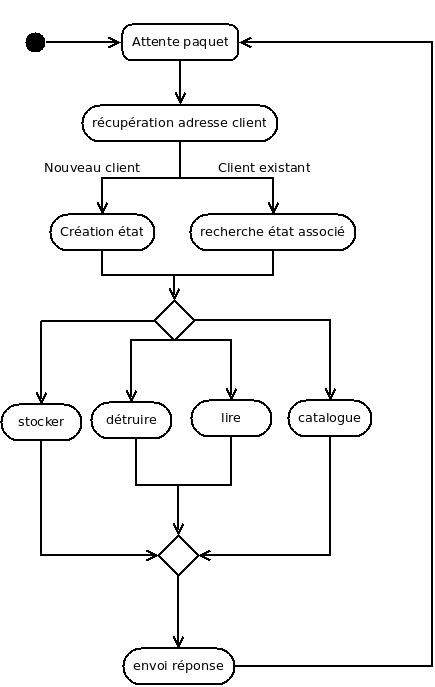 Attente paquet
récupération adresse client
Nouveau client
Client existant
Création état
recherche état associé
stocker
détruire
lire
catalogue
envoi réponse